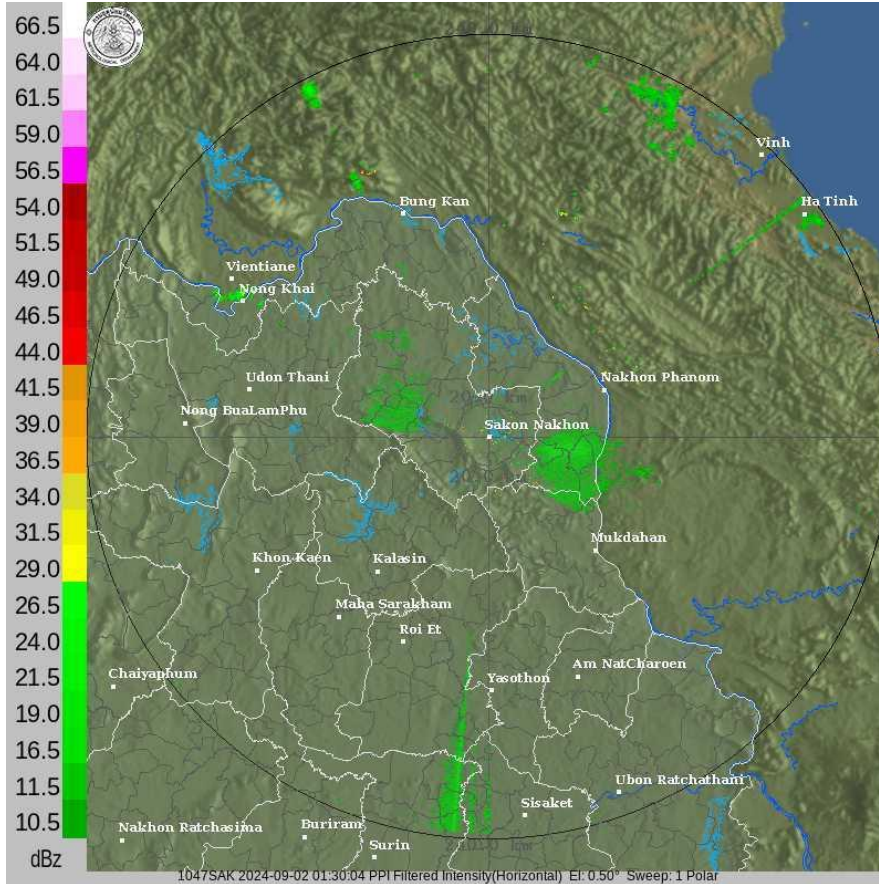 66.5
64.0
61.5
59.0
56.5
54.0
51.5
49.0
46.5
44.0
41.5
39.0
36.5
34.0
31.5
29.0
26.5
24.0
21.5
19.0
16.5
11.5
10.5
dBz
Vinh
Bung Kan
Ha Tinh
Vientiane
Nong Khai
Udon Thani
Nakhon Phanom
Nong BuaLamPhu
Sakon Nakhon
Mukdahan
Khon Kaen
Kalasin
Maha Sarakham
Roi Et
Chaiyaphum
Yasothon
Am NatCharoen
Ubon Ratchathani
Sisaket
Nakhon Ratchasima
Buriram
Surin
1047SAK 2024-09-02 01:30:04 PPI Filtered Intensity(Horizontal) El: 0.50° Sweep: 1 Polar